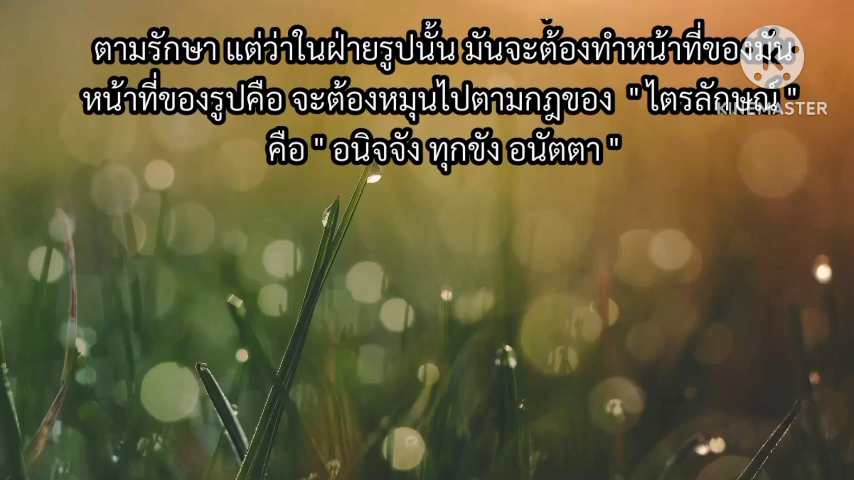 ตามรักษา แต่ว่าในฝ่ายรูปนั้น มันจะต้องทำหน้าที่ของมัน
หน้าที่ของรูปคือ จะต้องหมุนไปตามกฎของ " ไตรลักษณ์ "
คือ " อนิจจัง ทุกขัง อนัตตา "
KINEMASTER